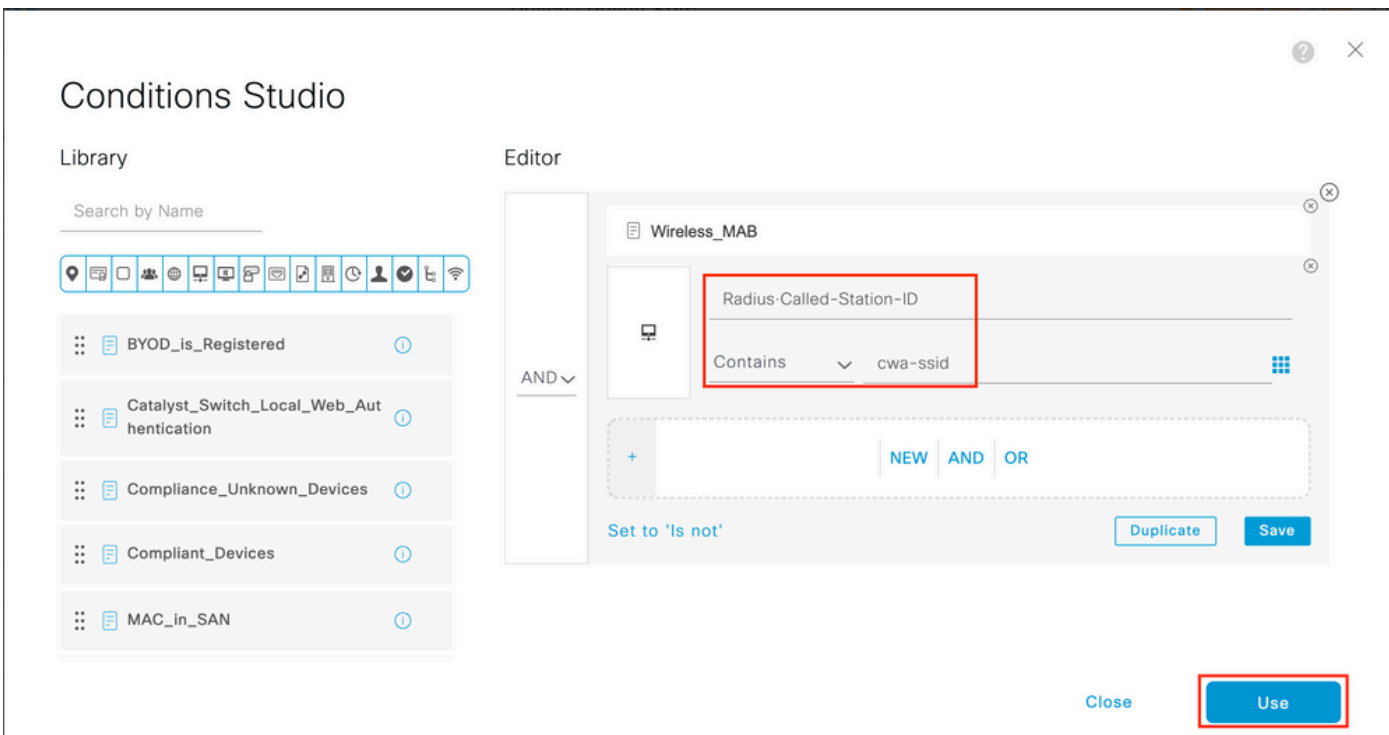 Conditions Studio
Library
Search by Name
BYOD_is_Registered
Catalyst_Switch_Local_Web_Aut
hentication
Compliance_Unknown_Devices
Compliant_Devices
MAC_in_SAN
Editor
AND
Wireless_MAB
Radius·Called-Station-ID
Contains
cwa-ssid
+
NEW AND OR
Set to 'Is not'
Duplicate
Save
Close
Use